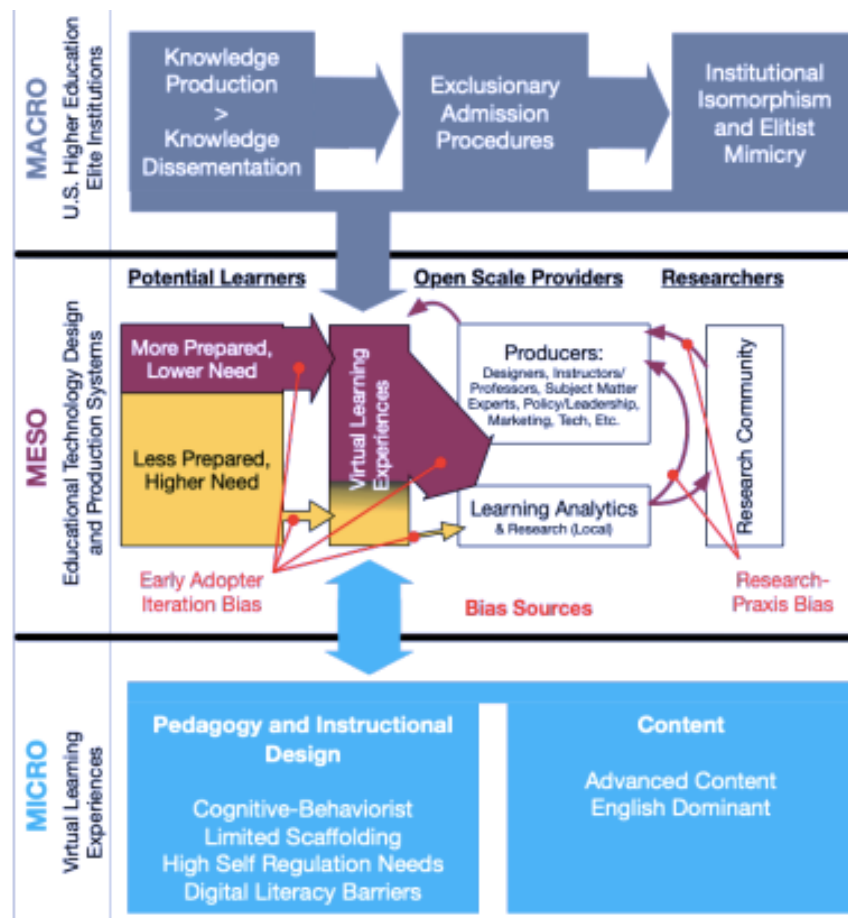 MACRO
U.S. Higher Education
Elite Institutions
Knowledge
Production
>
Knowledge
Dissementation
Exclusionary
Admission
Procedures
Institutional
Isomorphism
and Elitist
Mimicry
MESO
Educational Technology Design
and Production Systems
Potential Learners
Open Scale Providers
Researchers
More Prepared,
Lower Need
Less Prepared,
Higher Need
Virtual Learning
Experiences
Producers:
Designers, Instructors/
Professors, Subject Matter
Experts, Policy/Leadership,
Marketing, Tech, Etc.
Learning Analytics
& Research (Local)
Research Community
Early Adopter
Iteration Bias
Bias Sources
Research-
Praxis Bias
MICRO
Virtual Learning
Experiences
Pedagogy and Instructional
Design
Cognitive-Behaviorist
Limited Scaffolding
High Self Regulation Needs
Digital Literacy Barriers
Content
Advanced Content
English Dominant